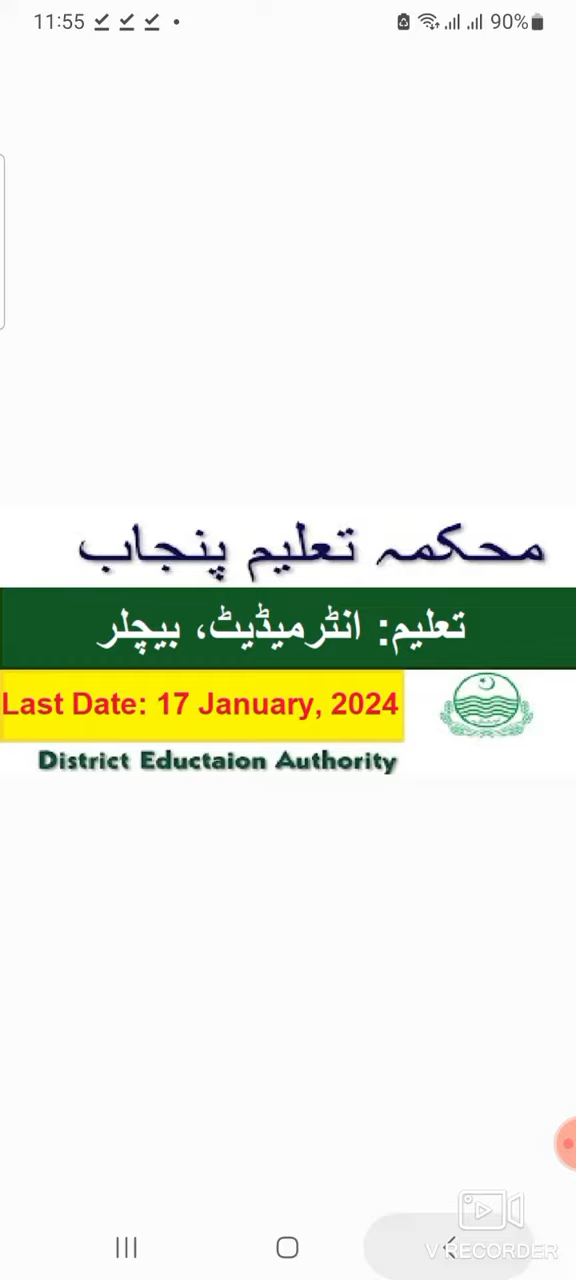 11:55
90%
محکمہ تعلیم پنجاب
تعلیم: انٹرمیڈیٹ، بیچلر
Last Date: 17 January, 2024
District Eductaion Authority
V RECORDER